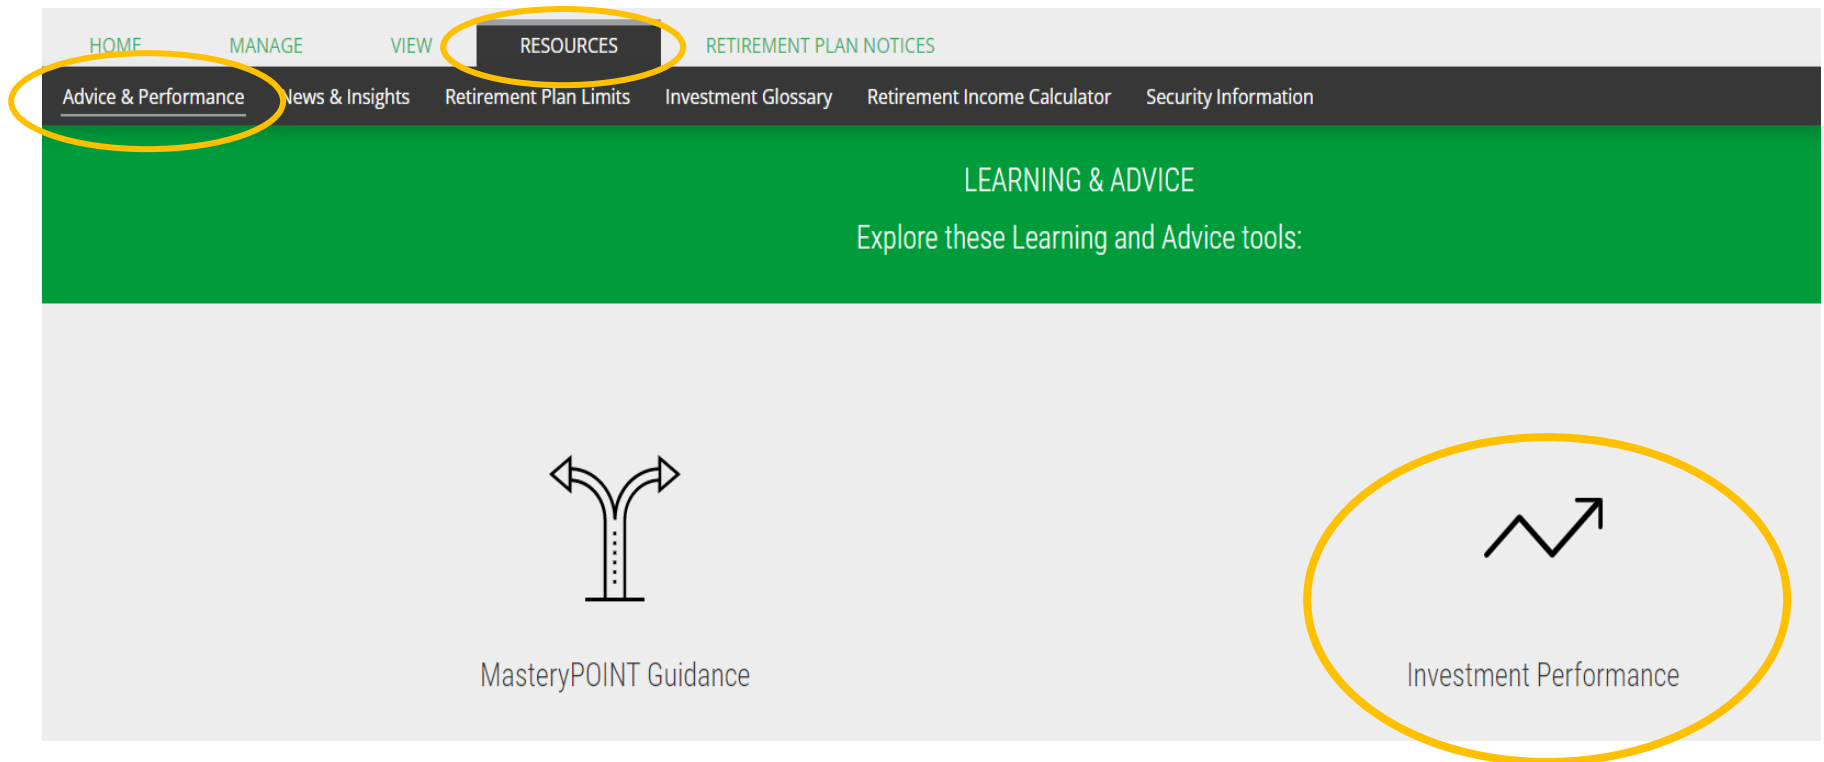 HOME MANAGE VIEW RESOURCES RETIREMENT PLAN NOTICES
Advice & Performance News & Insights Retirement Plan Limits Investment Glossary Retirement Income Calculator Security Information
LEARNING & ADVICE
Explore these Learning and Advice tools:
MasteryPOINT Guidance Investment Performance